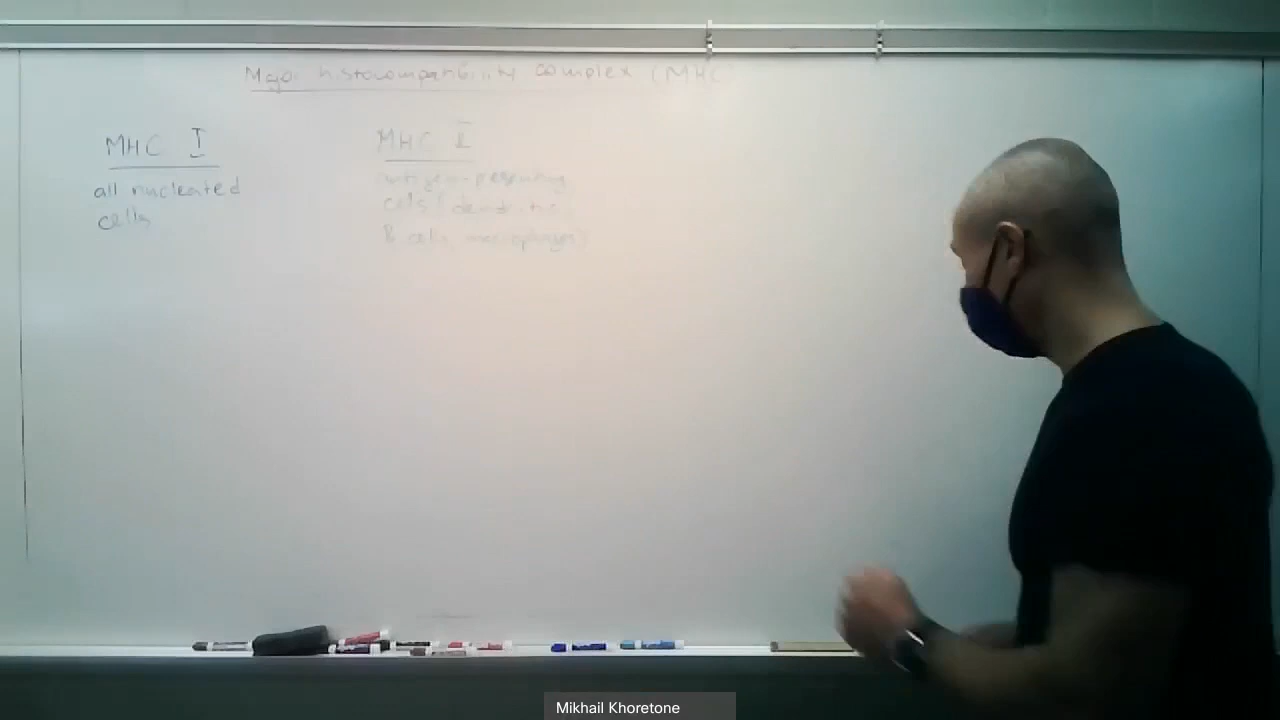 Major histocompatibility complex (MHC)
MHC I
all nucleated
cells
MHC II
antigen-presenting
cells (dendritic,
B cells, macrophages)
Mikhail Khoretone